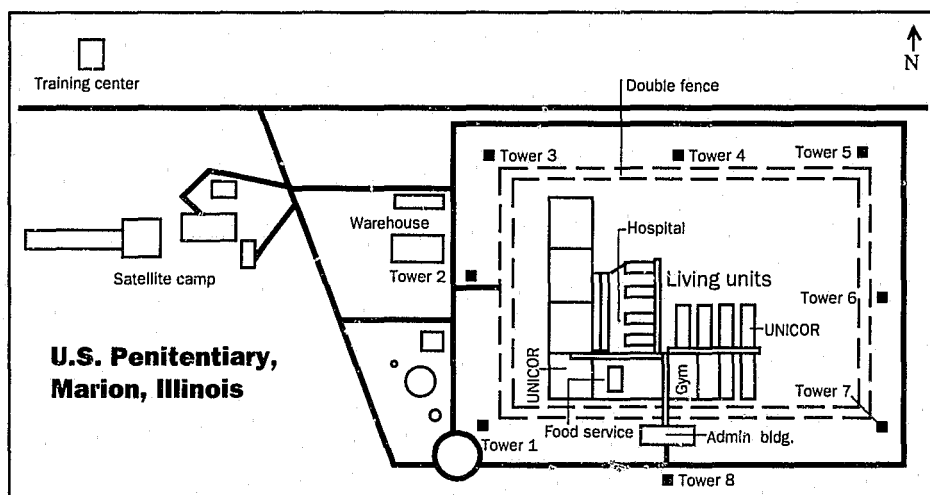 N
Training center
Double fence
Tower 3
Tower 4
Tower 5
Warehouse
Hospital
Living units
Tower 2
Satellite camp
Tower 6
UNICOR
U.S. Penitentiary,
Marion, Illinois
UNICOR
Gym
Tower 7
Tower 1
Food service
Admin bldg.
Tower 8